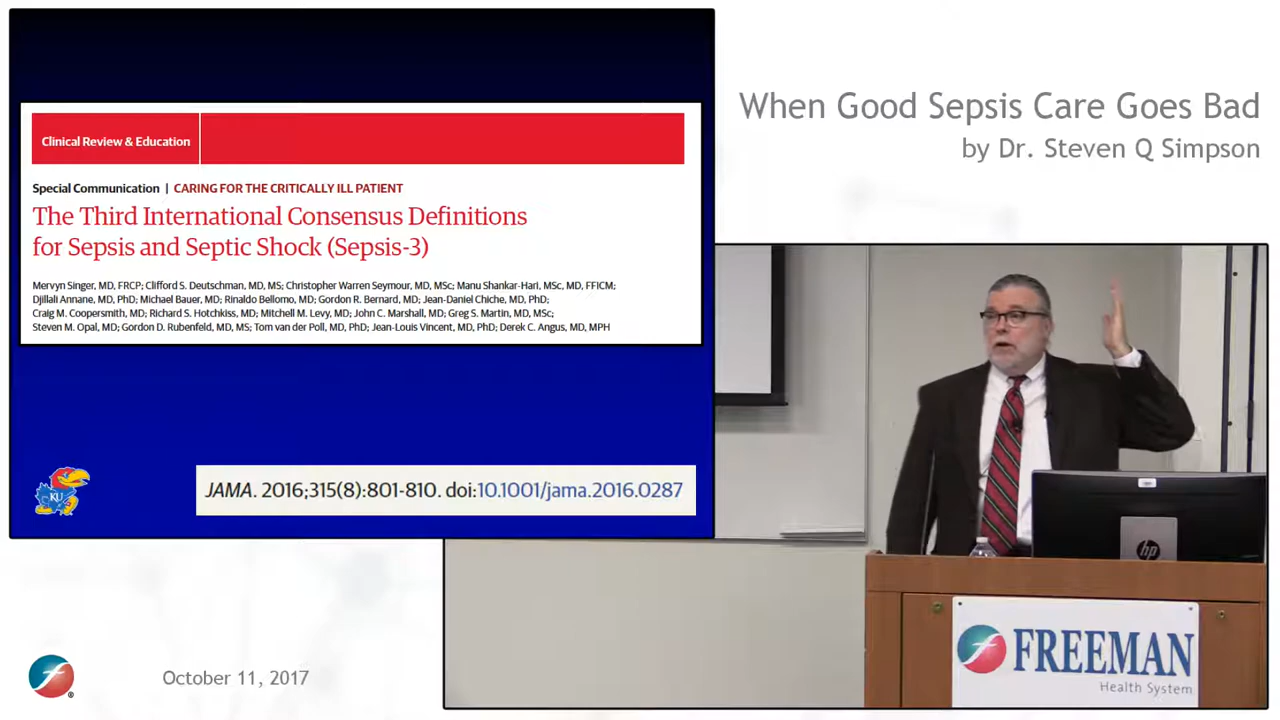 When Good Sepsis Care Goes Bad
by Dr. Steven Q Simpson
Clinical Review & Education
Special Communication | CARING FOR THE CRITICALLY ILL PATIENT
The Third International Consensus Definitions
for Sepsis and Septic Shock (Sepsis-3)
Mervyn Singer, MD, FRCP; Clifford S. Deutschman, MD, MS; Christopher Warren Seymour, MD, MSc; Manu Shankar-Hari, MSc, MD, FFICM;
Djillali Annane, MD, PhD; Michael Bauer, MD; Rinaldo Bellomo, MD; Gordon R. Bernard, MD; Jean-Daniel Chiche, MD, PhD;
Craig M. Coopersmith, MD; Richard S. Hotchkiss, MD; Mitchell M. Levy, MD; John C. Marshall, MD; Greg S. Martin, MD, MSc;
Steven M. Opal, MD; Gordon D. Rubenfeld, MD, MS; Tom van der Poll, MD, PhD; Jean-Louis Vincent, MD, PhD; Derek C. Angus, MD, MPH
KU
JAMA. 2016;315(8):801-810. doi:10.1001/jama.2016.0287
hp
FREEMAN
Health System
f ®
October 11, 2017